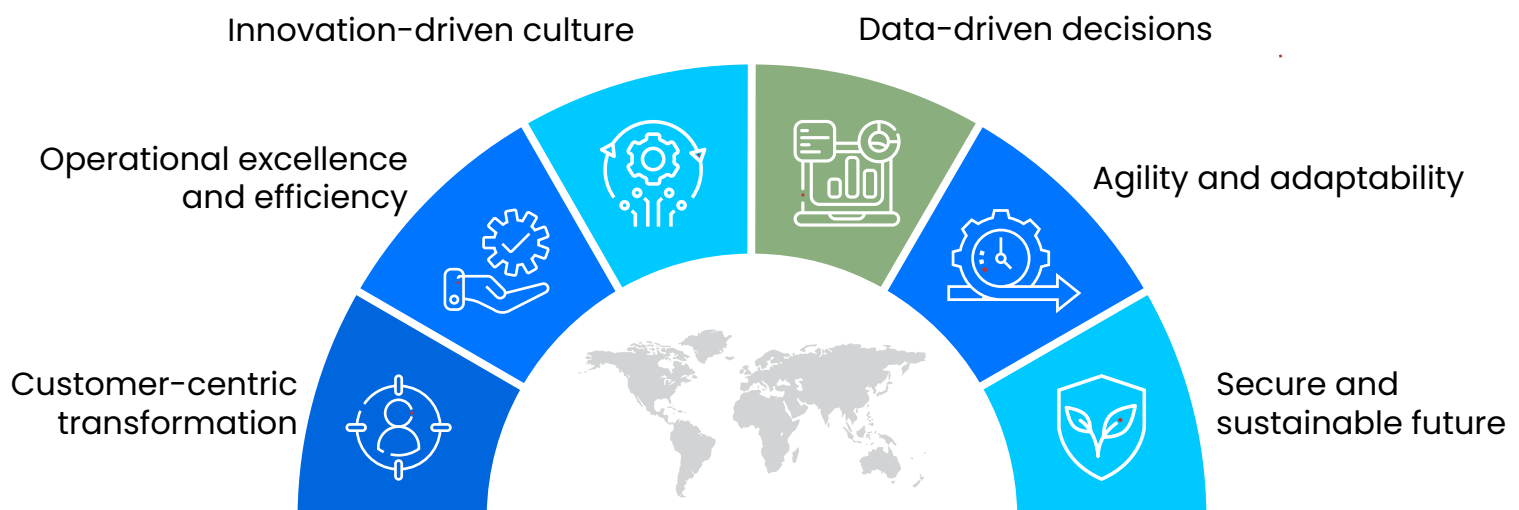 Innovation-driven culture
Data-driven decisions
Operational excellence
and efficiency
Agility and adaptability
Customer-centric
transformation
Secure and
sustainable future